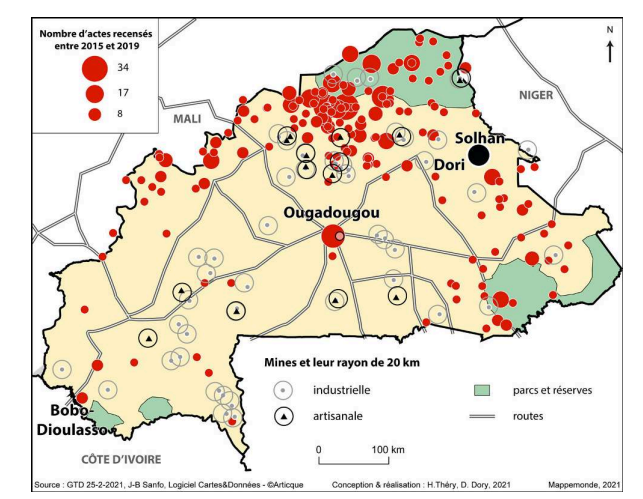 Nombre d'actes recensés
entre 2015 et 2019
34
17
8
N
MALI
NIGER
Solhan
Dori
Ougadougou
Mines et leur rayon de 20 km
industrielle
artisanale
parcs et réserves
routes
0 100 km
Bobo-
Dioulasso
CÔTE D'IVOIRE
Source : GTD 25-2-2021, J-B Sanfo, Logiciel Cartes&Données - ©Articque Conception & réalisation : H.Théry, D. Dory, 2021 Mappemonde, 2021